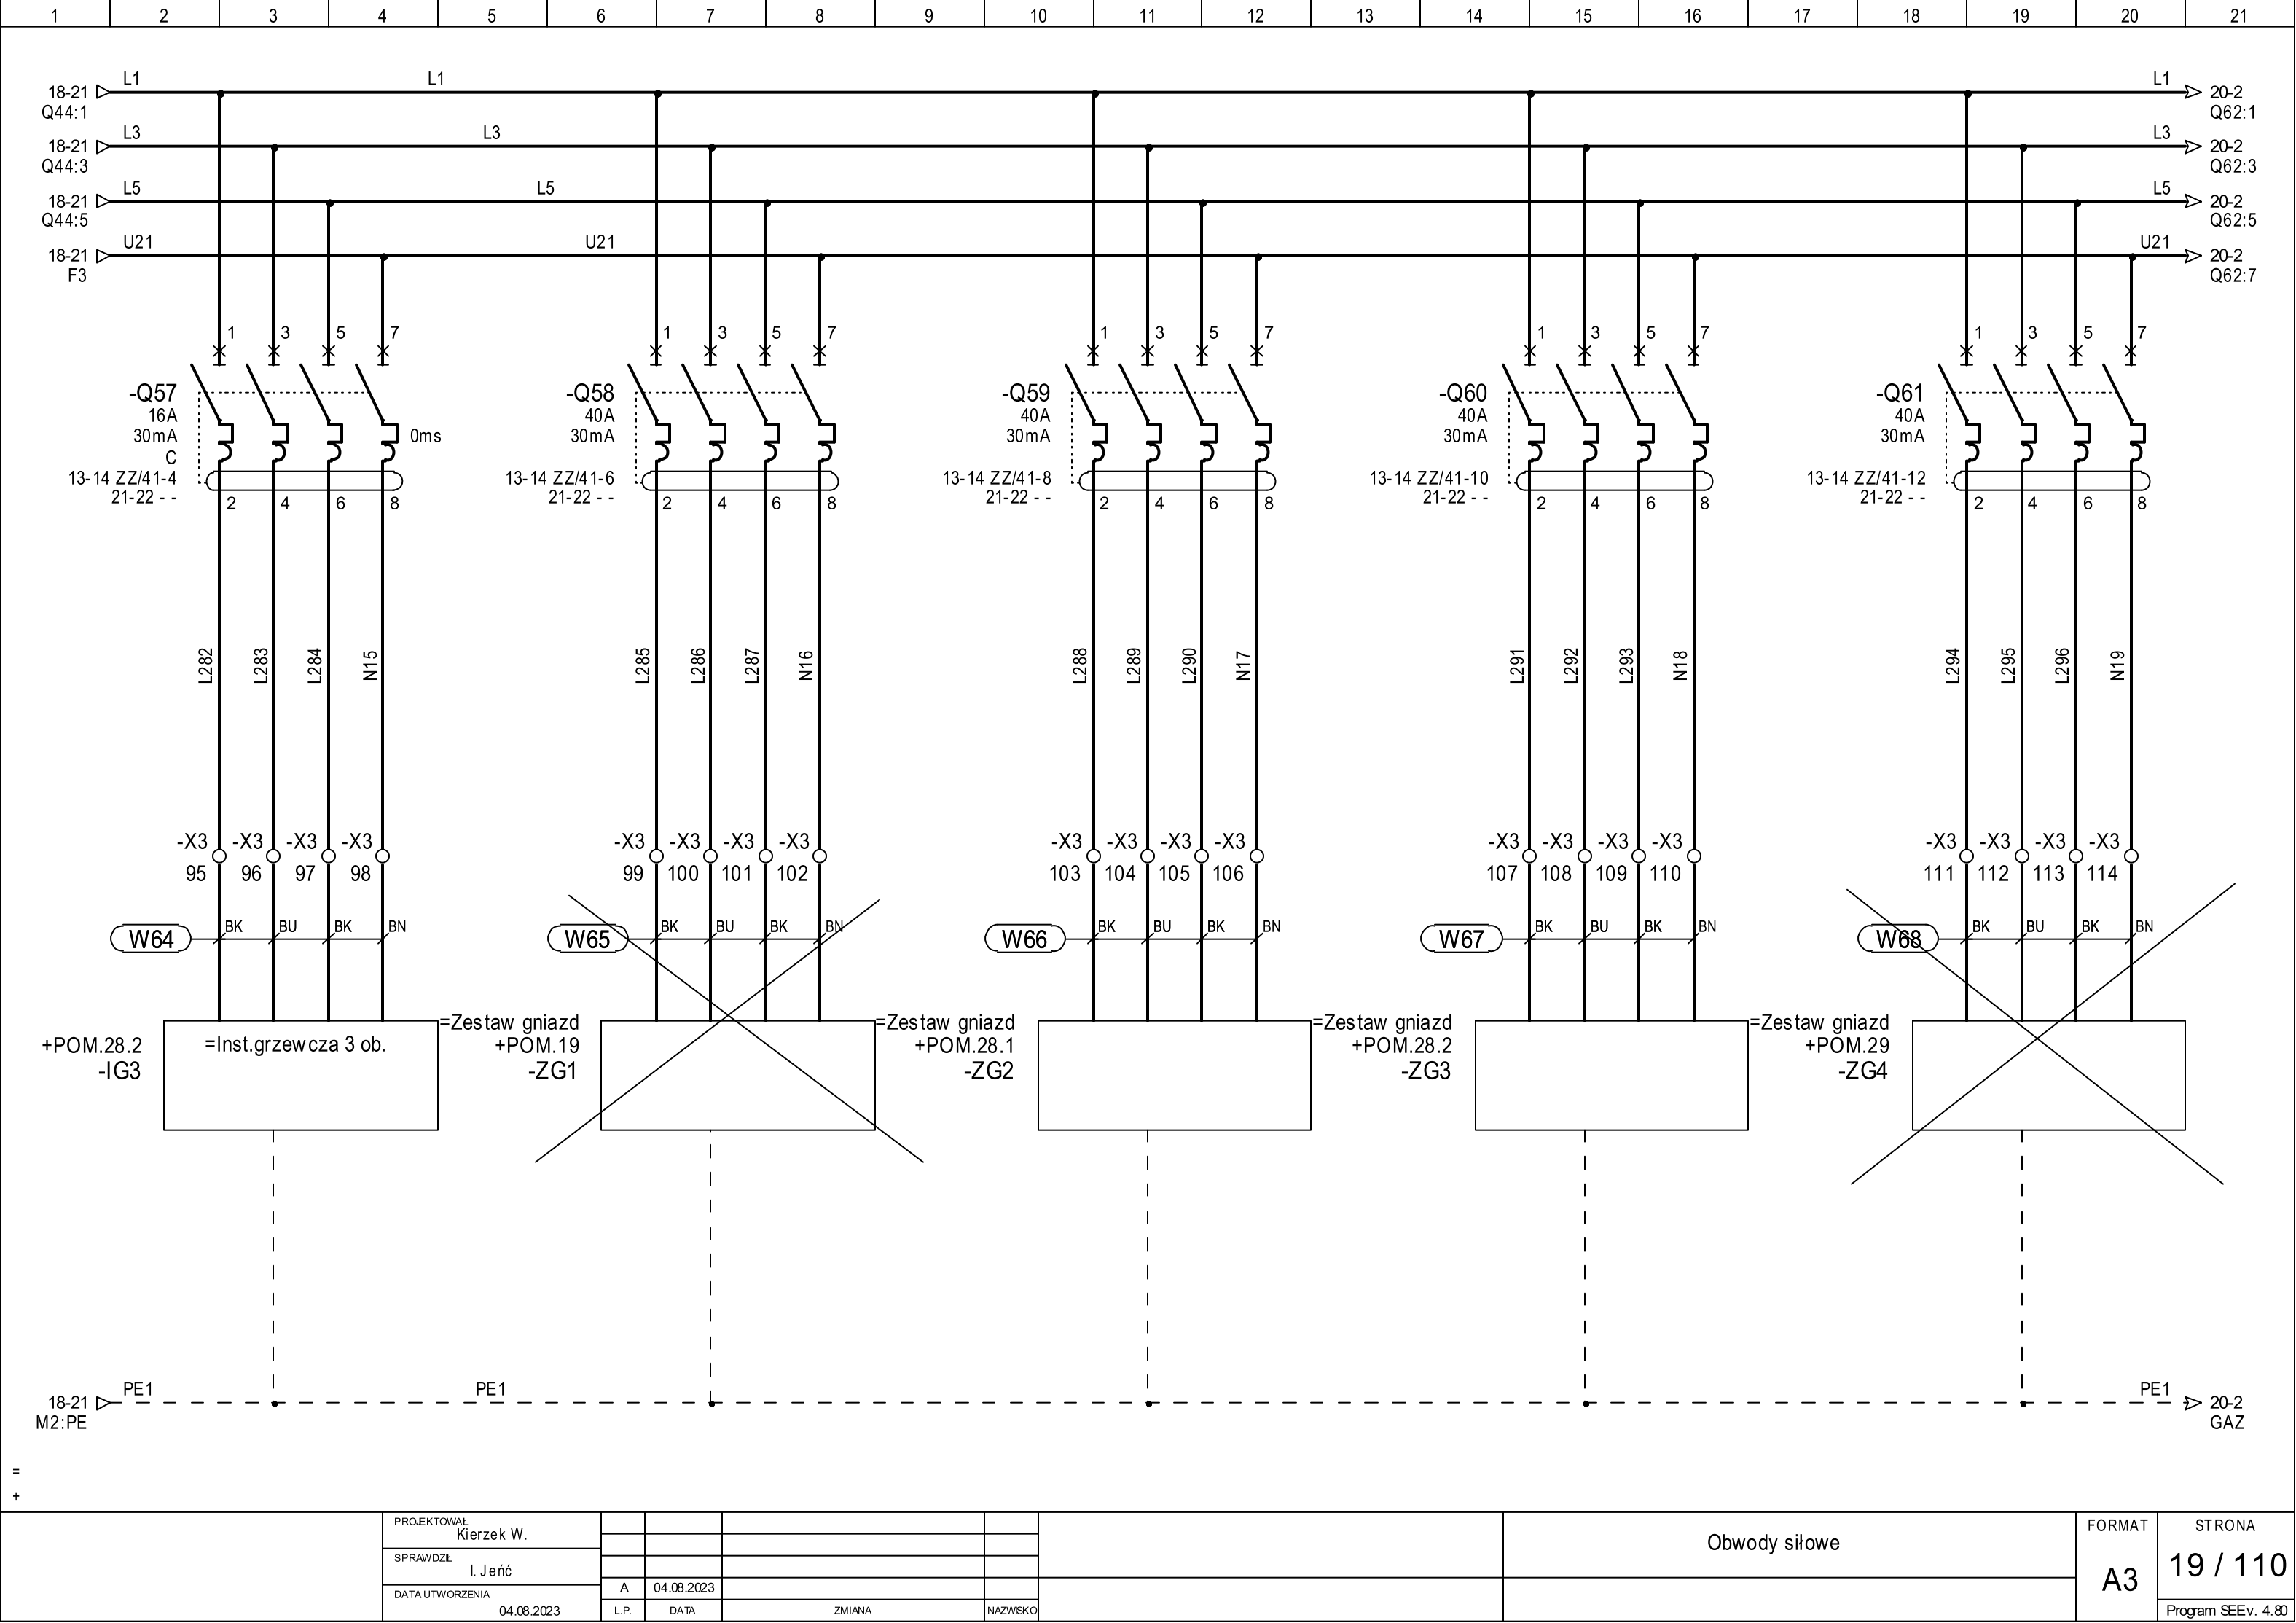 1 2 3 4 5 6 7 8 9 10 11 12 13 14 15 16 17 18 19 20 21
L1 L1 L1
18-21 20-2
Q44:1 Q62:1
L3 L3 L3
18-21 20-2
Q44:3 Q62:3
L5 L5 L5
18-21 20-2
Q44:5 Q62:5
U21 U21 U21
18-21 20-2
F3 Q62:7
1 3 5 7 1 3 5 7 1 3 5 7 1 3 5 7 1 3 5 7
-Q57 -Q58 -Q59 -Q60 -Q61
16A 40A 40A 40A 40A
30mA 0ms 30mA 30mA 30mA 30mA
C
13-14 ZZ/41-4 13-14 ZZ/41-6 13-14 ZZ/41-8 13-14 ZZ/41-10 13-14 ZZ/41-12
21-22 - - 21-22 - - 21-22 - - 21-22 - - 21-22 - -
2 4 6 8 2 4 6 8 2 4 6 8 2 4 6 8 2 4 6 8
L282 L283 L284 N15 L285 L286 L287 N16 L288 L289 L290 N17 L291 L292 L293 N18 L294 L295 L296 N19
-X3 -X3 -X3 -X3 -X3 -X3 -X3 -X3 -X3 -X3 -X3 -X3 -X3 -X3 -X3 -X3 -X3 -X3 -X3 -X3
95 96 97 98 99 100 101 102 103 104 105 106 107 108 109 110 111 112 113 114
BK BU BK BN BK BU BK BN BK BU BK BN BK BU BK BN BK BU BK BN
W64 W65 W66 W67 W68
=Zestaw gniazd =Zestaw gniazd =Zestaw gniazd =Zestaw gniazd
+POM.28.2 =Inst.grzewcza 3 ob. +POM.19 +POM.28.1 +POM.28.2 +POM.29
-IG3 -ZG1 -ZG2 -ZG3 -ZG4
PE1 PE1 PE1
18-21 20-2
M2:PE GAZ
=
+
PROJEKTOWAŁ
Kierzek W.
SPRAWDZIŁ
I. Jeńć
DATA UTWORZENIA
04.08.2023
A 04.08.2023
L.P. DATA ZMIANA NAZWISKO
Obwody siłowe
FORMAT
A3
STRONA
19 / 110
Program SEE v. 4.80